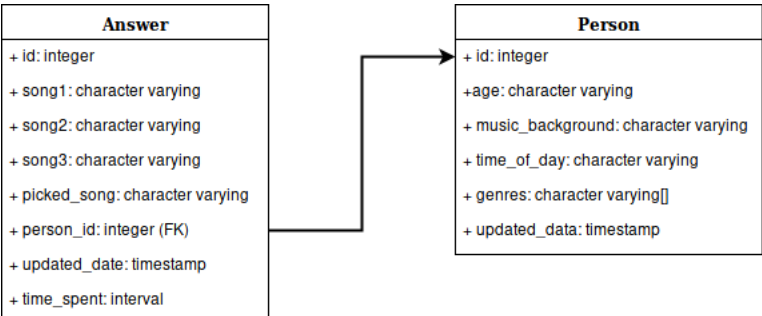 Answer
+ id: integer
+ song1: character varying
+ song2: character varying
+ song3: character varying
+ picked_song: character varying
+ person_id: integer (FK)
+ updated_date: timestamp
+ time_spent: interval
Person
+ id: integer
+age: character varying
+ music_background: character varying
+ time_of_day: character varying
+ genres: character varying[]
+ updated_data: timestamp